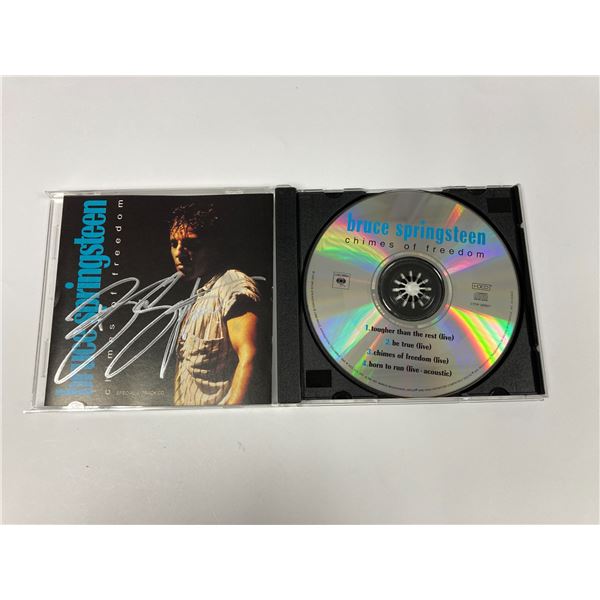 bruce springsteen
chimes of freedom
SPECIAL 4 TRACK CD
bruce springsteen
chimes of freedom
1.tougher than the rest (live)
2.be true (live)
3.chimes of freedom (live)
4.born to run (live - acoustic)